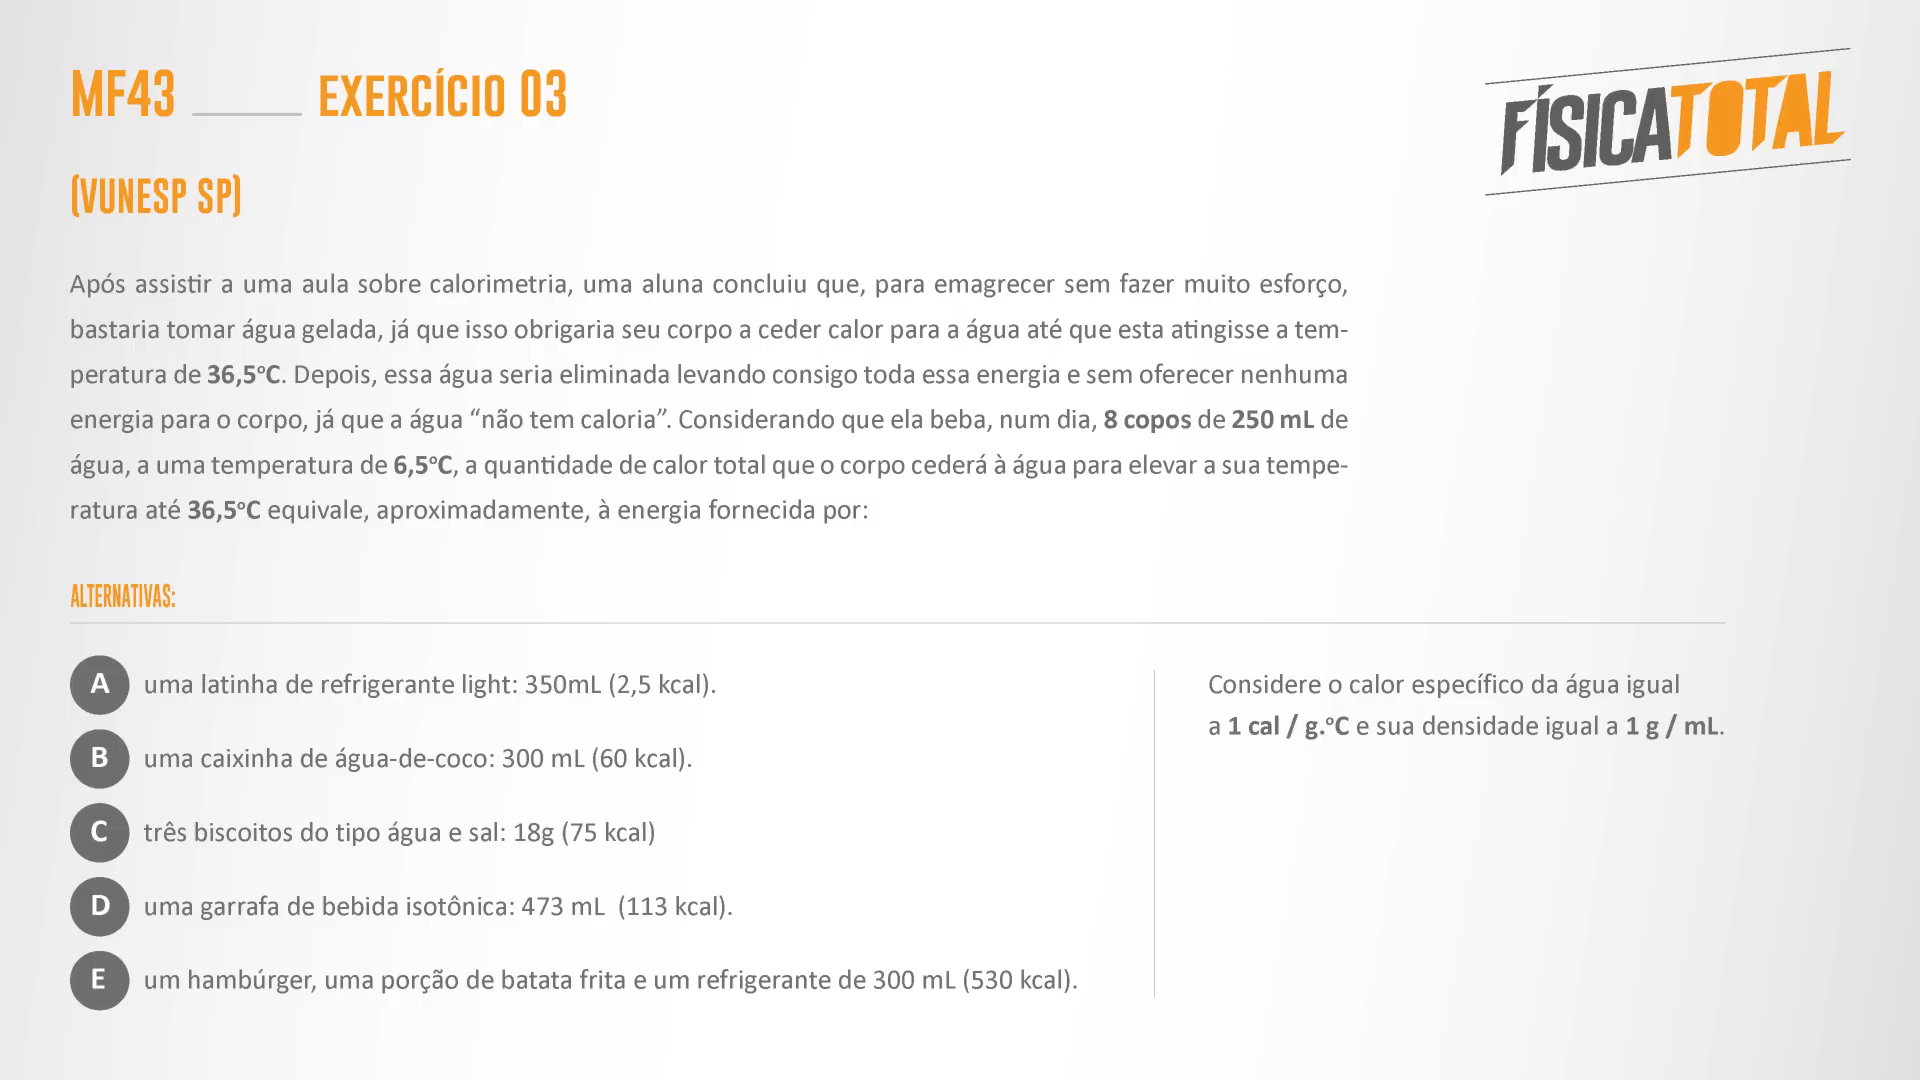 MF43 ____ EXERCÍCIO 03
FÍSICATOTAL
(VUNESP SP)
Após assistir a uma aula sobre calorimetria, uma aluna concluiu que, para emagrecer sem fazer muito esforço,
bastaria tomar água gelada, já que isso obrigaria seu corpo a ceder calor para a água até que esta atingisse a tem-
peratura de 36,5ºC. Depois, essa água seria eliminada levando consigo toda essa energia e sem oferecer nenhuma
energia para o corpo, já que a água “não tem caloria”. Considerando que ela beba, num dia, 8 copos de 250 mL de
água, a uma temperatura de 6,5ºC, a quantidade de calor total que o corpo cederá à água para elevar a sua tempe-
ratura até 36,5ºC equivale, aproximadamente, à energia fornecida por:
ALTERNATIVAS:
A uma latinha de refrigerante light: 350mL (2,5 kcal).
B uma caixinha de água-de-coco: 300 mL (60 kcal).
C três biscoitos do tipo água e sal: 18g (75 kcal)
D uma garrafa de bebida isotônica: 473 mL (113 kcal).
E um hambúrger, uma porção de batata frita e um refrigerante de 300 mL (530 kcal).
Considere o calor específico da água igual
a 1 cal / g.ºC e sua densidade igual a 1 g / mL.